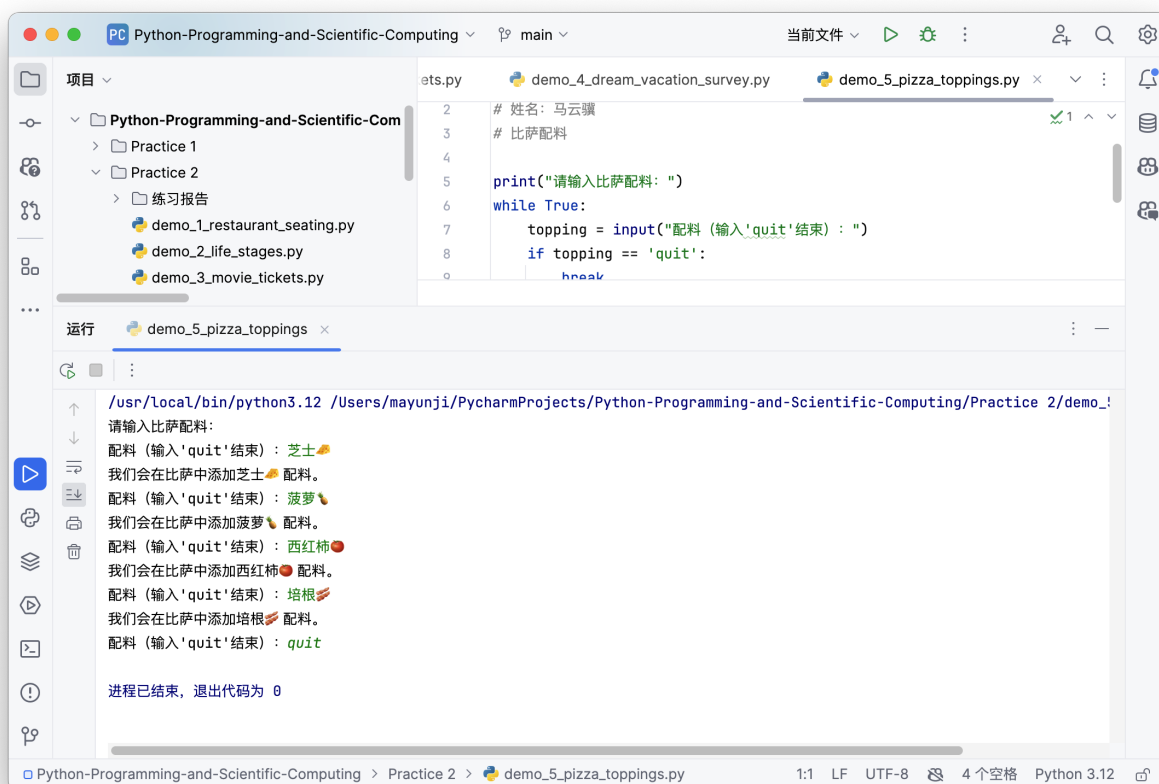 PC Python-Programming-and-Scientific-Computing main 当前文件
项目
Python-Programming-and-Scientific-Com
Practice 1
Practice 2
练习报告
demo_1_restaurant_seating.py
demo_2_life_stages.py
demo_3_movie_tickets.py
ets.py demo_4_dream_vacation_survey.py demo_5_pizza_toppings.py
1
2 # 姓名：马云骥
3 # 比萨配料
4
5 print("请输入比萨配料：")
6 while True:
7 topping = input("配料（输入'quit'结束）：")
8 if topping == 'quit':
9 break
运行 demo_5_pizza_toppings
/usr/local/bin/python3.12 /Users/mayunji/PycharmProjects/Python-Programming-and-Scientific-Computing/Practice 2/demo_5
请输入比萨配料：
配料（输入'quit'结束）：芝士🧀
我们会在比萨中添加芝士🧀 配料。
配料（输入'quit'结束）：菠萝🍍
我们会在比萨中添加菠萝🍍 配料。
配料（输入'quit'结束）：西红柿🍅
我们会在比萨中添加西红柿🍅 配料。
配料（输入'quit'结束）：培根🥓
我们会在比萨中添加培根🥓 配料。
配料（输入'quit'结束）：quit
进程已结束，退出代码为 0
Python-Programming-and-Scientific-Computing > Practice 2 > demo_5_pizza_toppings.py 1:1 LF UTF-8 4 个空格 Python 3.12